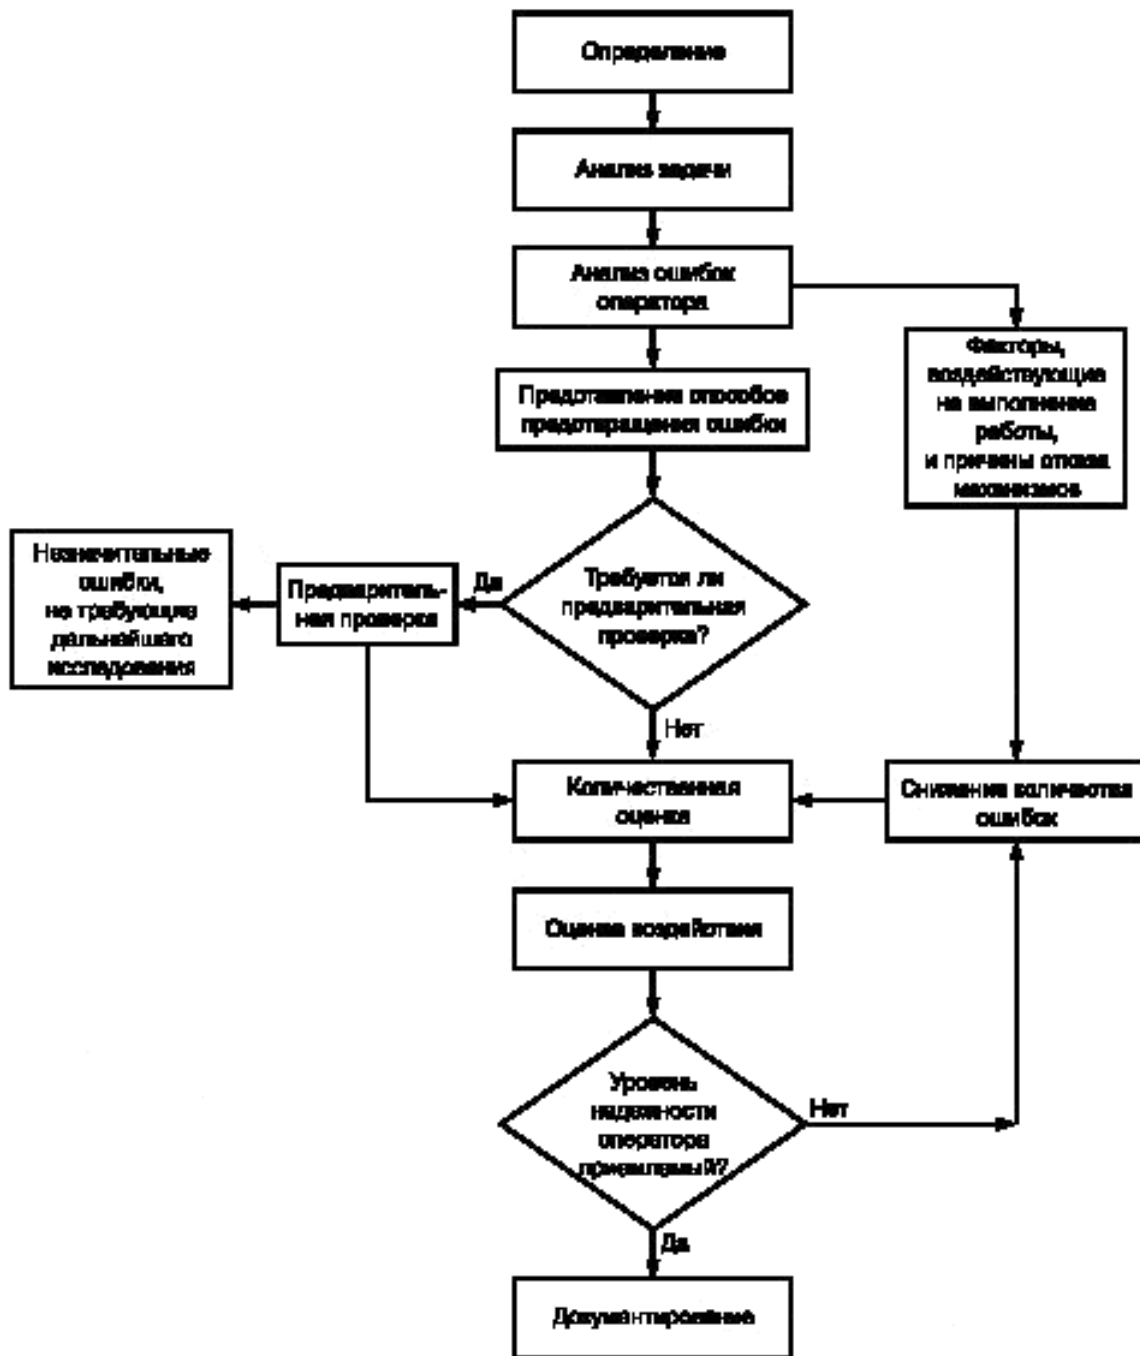 Определение
Анализ задачи
Анализ ошибок
оператора
Факторы,
воздействующие
на выполнение
работы,
и причины отказа
механизмов
Представления способов
предотвращения ошибки
Незначительные
ошибки,
не требующие
дальнейшего
исследования
Предваритель-
ная проверка
Да
Требуется ли
предварительная
проверка?
Нет
Количественная
оценка
Снижение количества
ошибок
Оценка воздействия
Уровень
надежности
оператора
приемлемый?
Нет
Да
Документирование